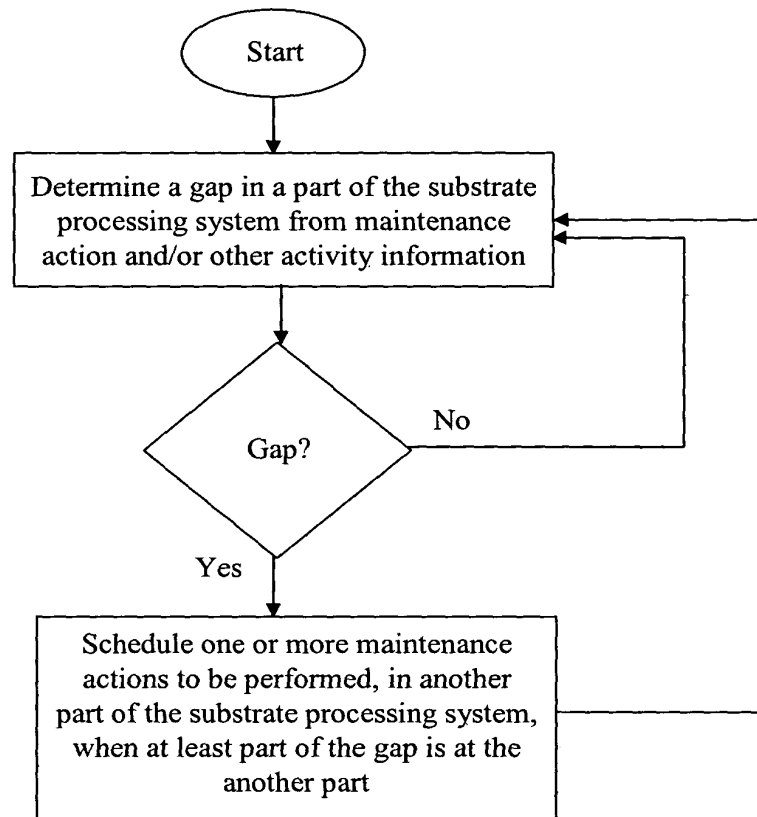 Start
Determine a gap in a part of the substrate
processing system from maintenance
action and/or other activity information
Gap?
No
Yes
Schedule one or more maintenance
actions to be performed, in another
part of the substrate processing system,
when at least part of the gap is at the
another part